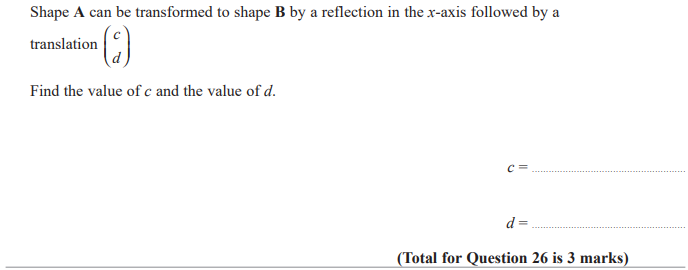 Shape A can be transformed to shape B by a reflection in the x-axis followed by a
translation (c
d)
Find the value of c and the value of d.
c = ....................................................
d = ....................................................
(Total for Question 26 is 3 marks)